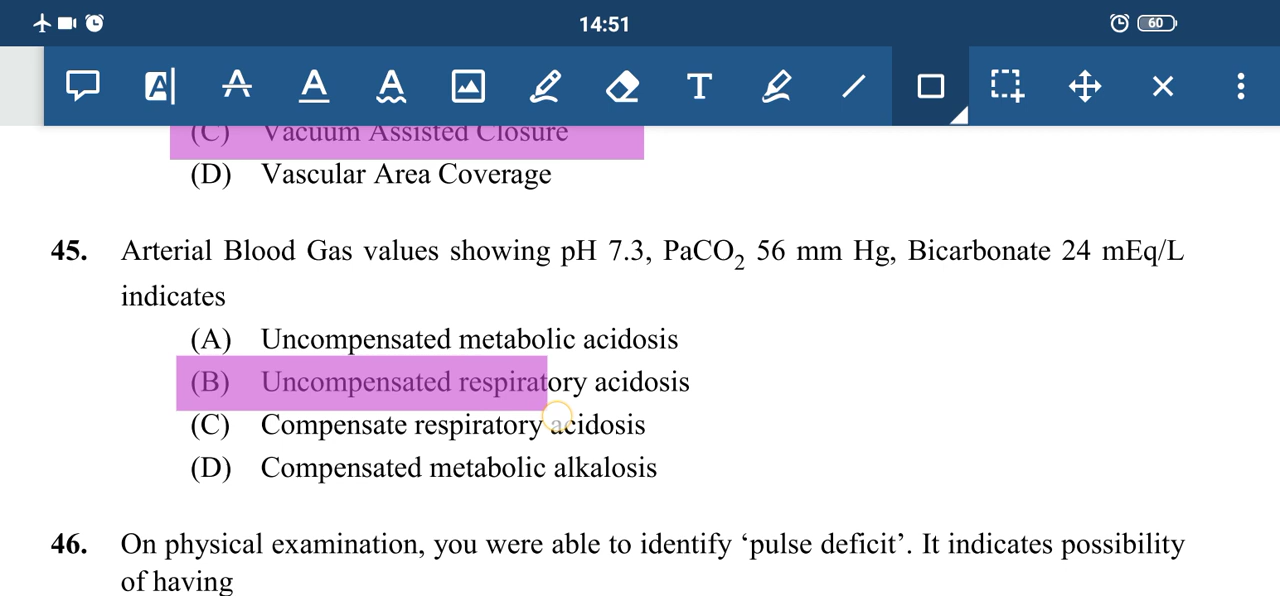 14:51
60
A
A
A
A
T
(C) Vacuum Assisted Closure
(D) Vascular Area Coverage
45. Arterial Blood Gas values showing pH 7.3, PaCO₂ 56 mm Hg, Bicarbonate 24 mEq/L
indicates
(A) Uncompensated metabolic acidosis
(B) Uncompensated respiratory acidosis
(C) Compensate respiratory acidosis
(D) Compensated metabolic alkalosis
46. On physical examination, you were able to identify ‘pulse deficit’. It indicates possibility
of having